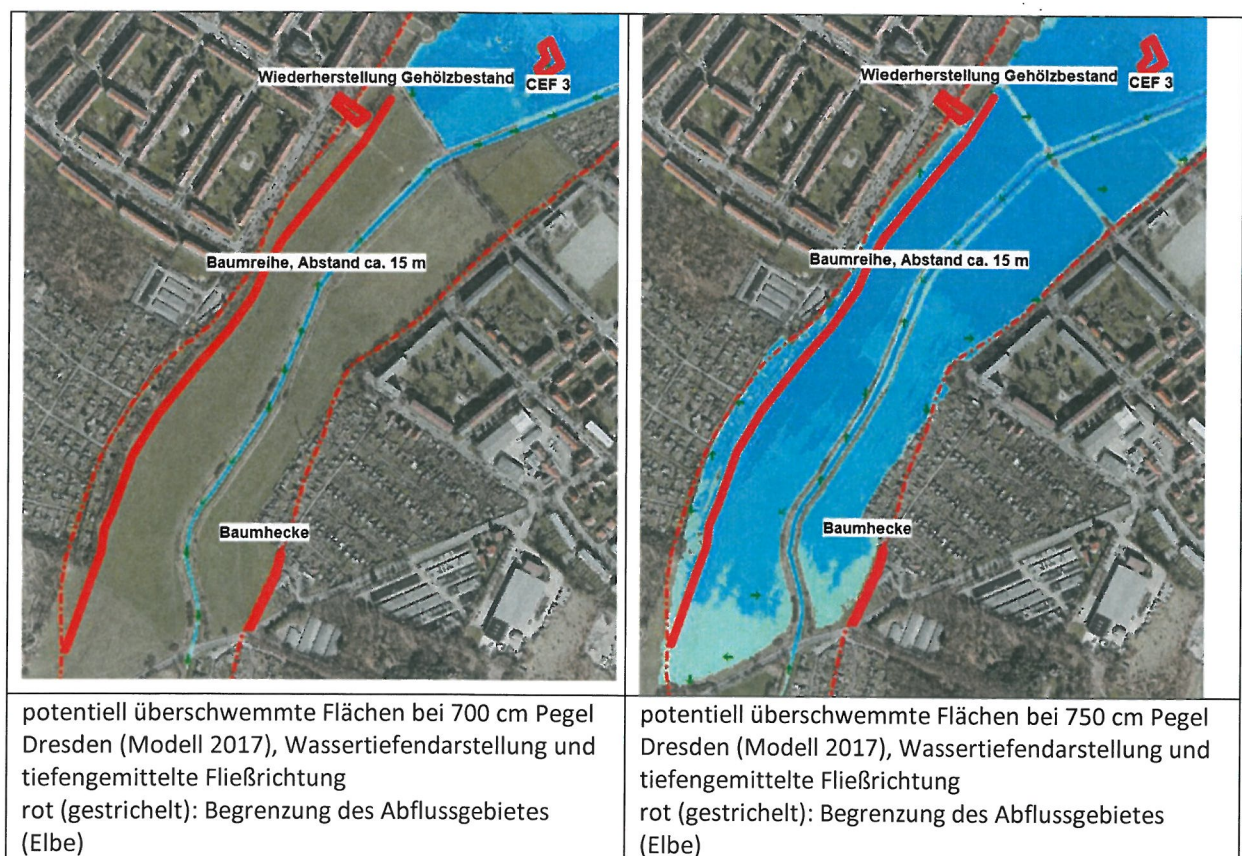 Wiederherstellung Gehölzbestand
CEF 3
Baumreihe, Abstand ca. 15 m
Baumhecke
potentiell überschwemmte Flächen bei 700 cm Pegel
Dresden (Modell 2017), Wassertiefendarstellung und
tiefengemittelte Fließrichtung
rot (gestrichelt): Begrenzung des Abflussgebietes
(Elbe)
Wiederherstellung Gehölzbestand
CEF 3
Baumreihe, Abstand ca. 15 m
Baumhecke
potentiell überschwemmte Flächen bei 750 cm Pegel
Dresden (Modell 2017), Wassertiefendarstellung und
tiefengemittelte Fließrichtung
rot (gestrichelt): Begrenzung des Abflussgebietes
(Elbe)